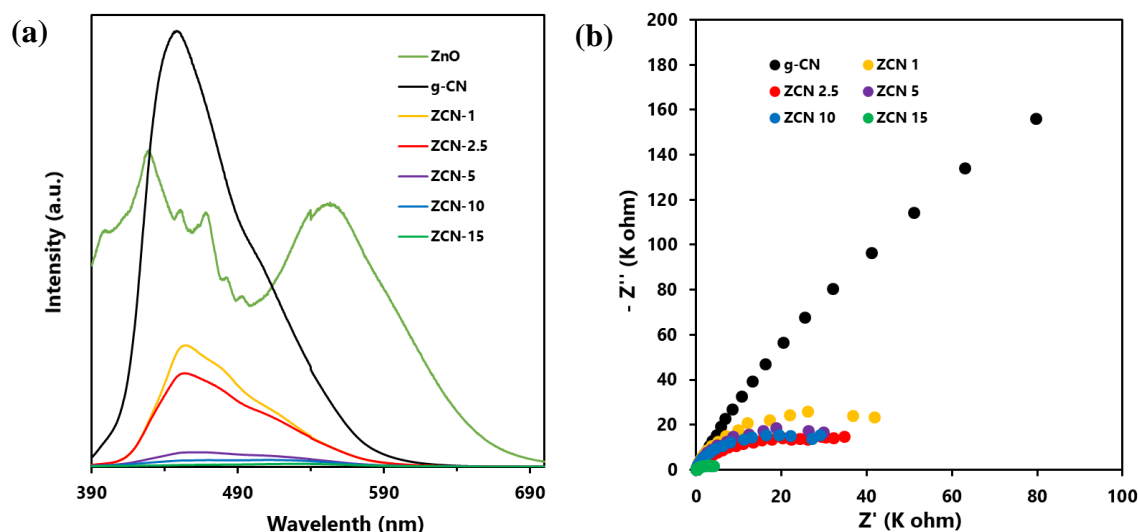 (a)
Intensity (a.u.)
ZnO
g-CN
ZCN-1
ZCN-2.5
ZCN-5
ZCN-10
ZCN-15
390
490
590
690
Wavelenth (nm)
(b)
- Z'' (K ohm)
200
180
160
140
120
100
80
60
40
20
0
g-CN
ZCN 1
ZCN 2.5
ZCN 5
ZCN 10
ZCN 15
0
20
40
60
80
100
Z' (K ohm)